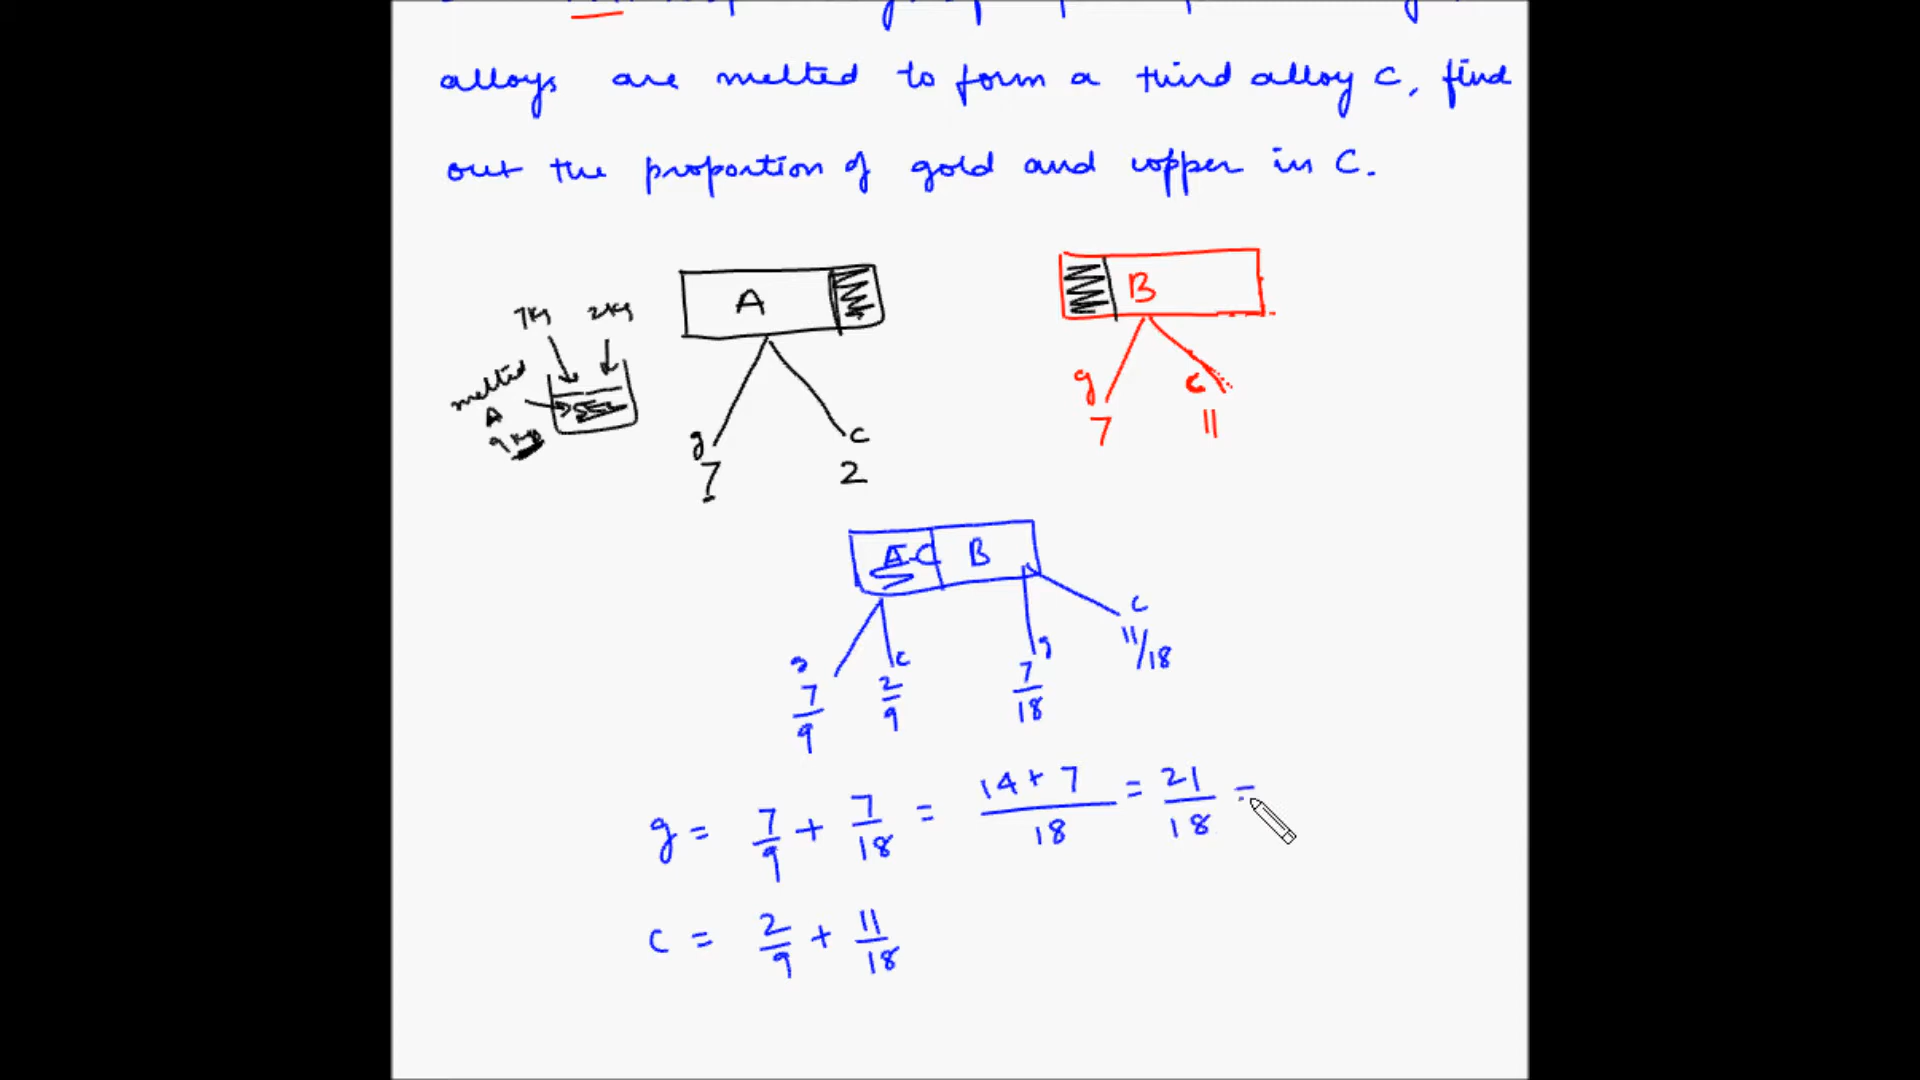 alloys are melted to form a third alloy C, find
out the proportion of gold and copper in C.
A
B
7Kg 2Kg
melted
A
9 Kg
g c
7 2
g c
7 11
A C B
g c
7/9 2/9
g c
7/18 11/18
g = 7/9 + 7/18 = 14 + 7/18 = 21/18 =
c = 2/9 + 11/18